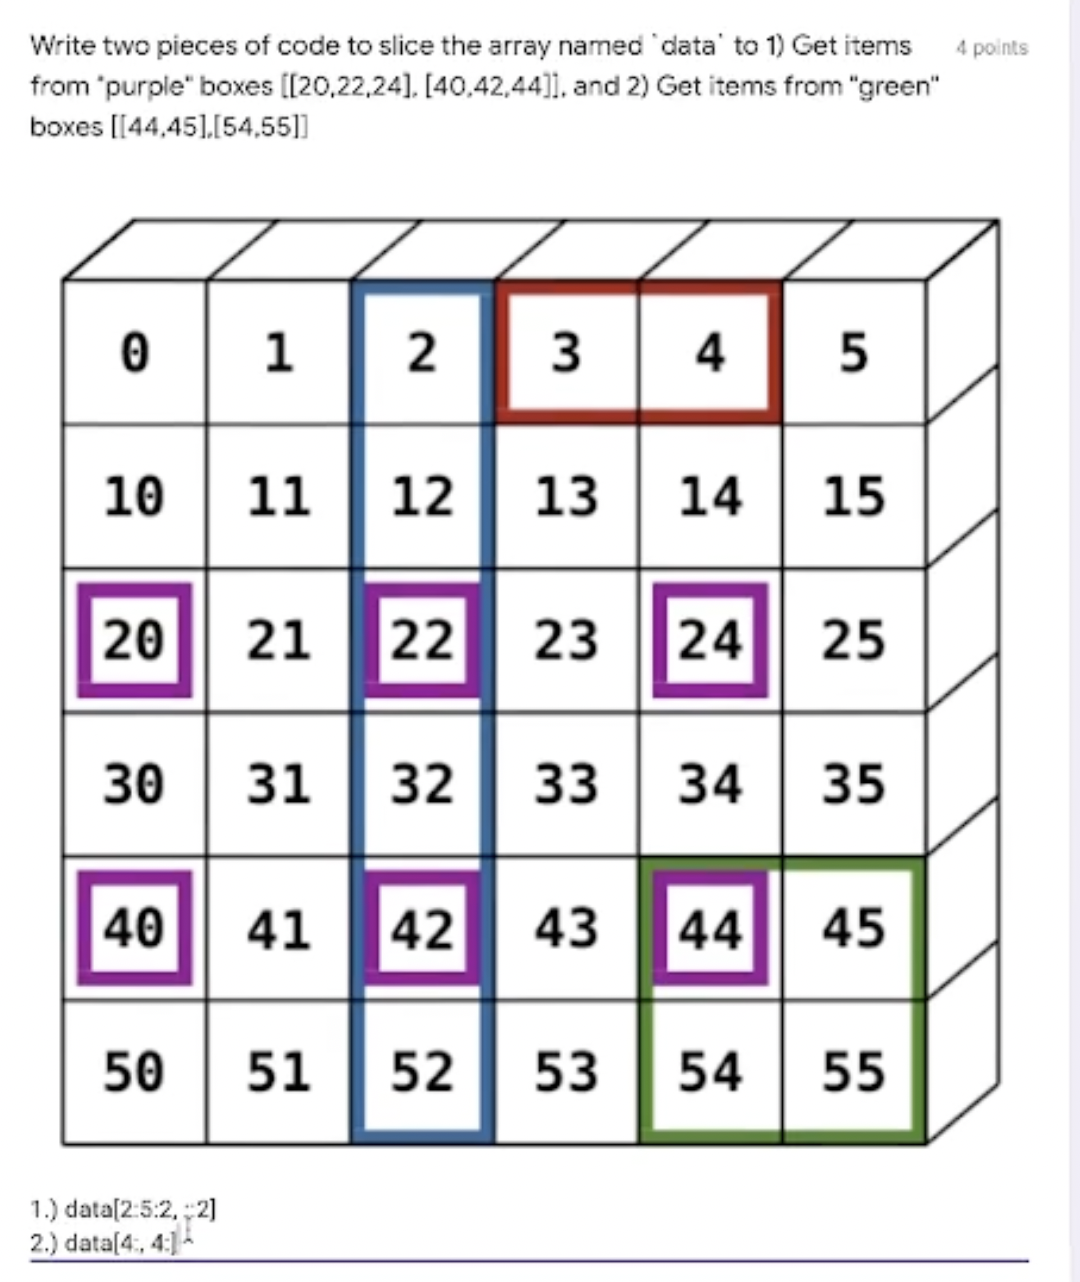 Write two pieces of code to slice the array named `data` to 1) Get items
4 points
from "purple" boxes [[20,22,24], [40,42,44]], and 2) Get items from "green"
boxes [[44,45],[54,55]]
0 1 2 3 4 5
10 11 12 13 14 15
20 21 22 23 24 25
30 31 32 33 34 35
40 41 42 43 44 45
50 51 52 53 54 55
1.) data[2:5:2, ::2]
2.) data[4:, 4:]